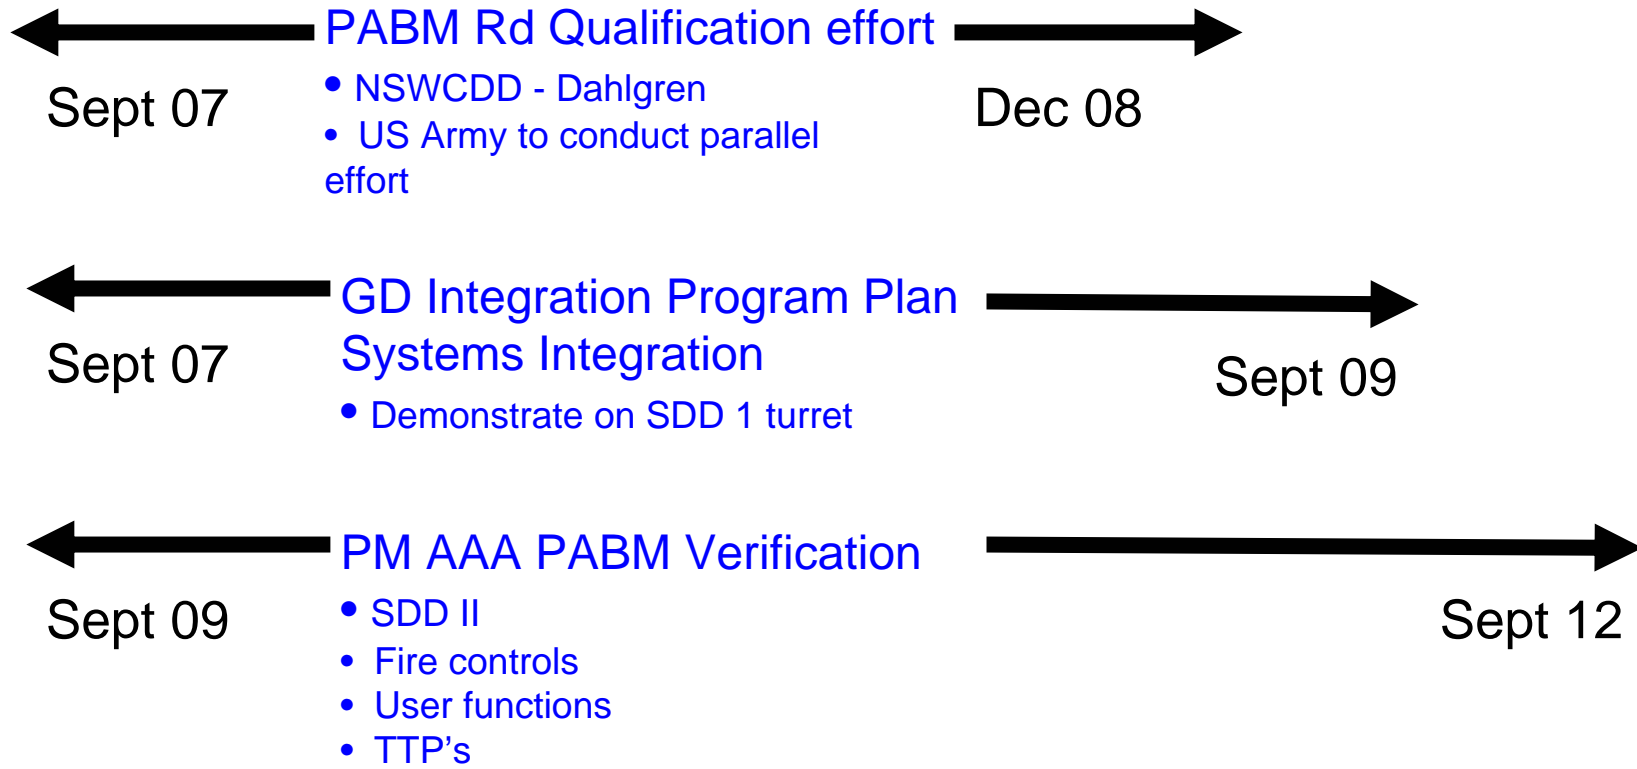 PABM Rd Qualification effort
Sept 07
• NSWCDD - Dahlgren
• US Army to conduct parallel
effort
Dec 08
GD Integration Program Plan
Systems Integration
Sept 07
• Demonstrate on SDD 1 turret
Sept 09
PM AAA PABM Verification
Sept 09
• SDD II
• Fire controls
• User functions
• TTP's
Sept 12